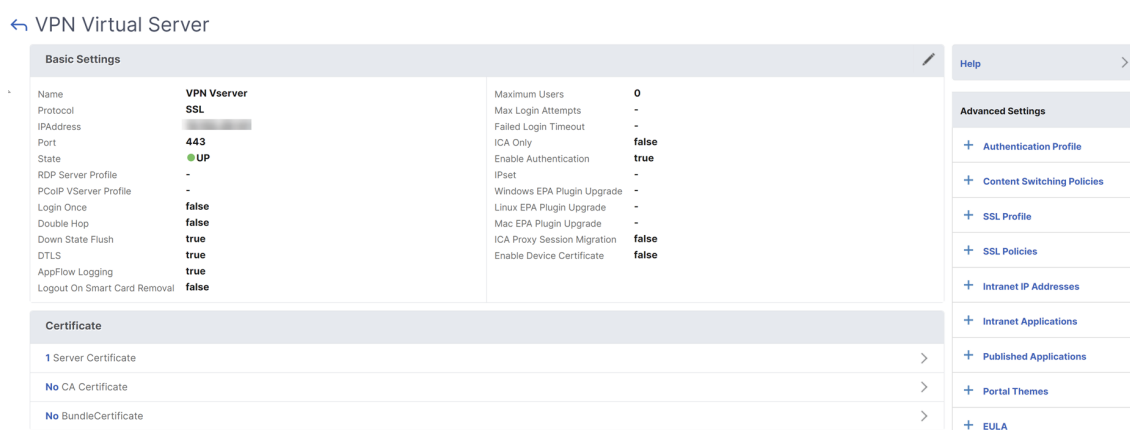 VPN Virtual Server
Basic Settings
Name VPN Vserver
Protocol SSL
IPAddress
Port 443
State UP
RDP Server Profile -
PCoIP VServer Profile -
Login Once false
Double Hop false
Down State Flush true
DTLS true
AppFlow Logging true
Logout On Smart Card Removal false
Maximum Users 0
Max Login Attempts -
Failed Login Timeout -
ICA Only false
Enable Authentication true
IPset -
Windows EPA Plugin Upgrade -
Linux EPA Plugin Upgrade -
Mac EPA Plugin Upgrade -
ICA Proxy Session Migration false
Enable Device Certificate false
Certificate
1 Server Certificate
No CA Certificate
No BundleCertificate
Help
Advanced Settings
Authentication Profile
Content Switching Policies
SSL Profile
SSL Policies
Intranet IP Addresses
Intranet Applications
Published Applications
Portal Themes
EULA